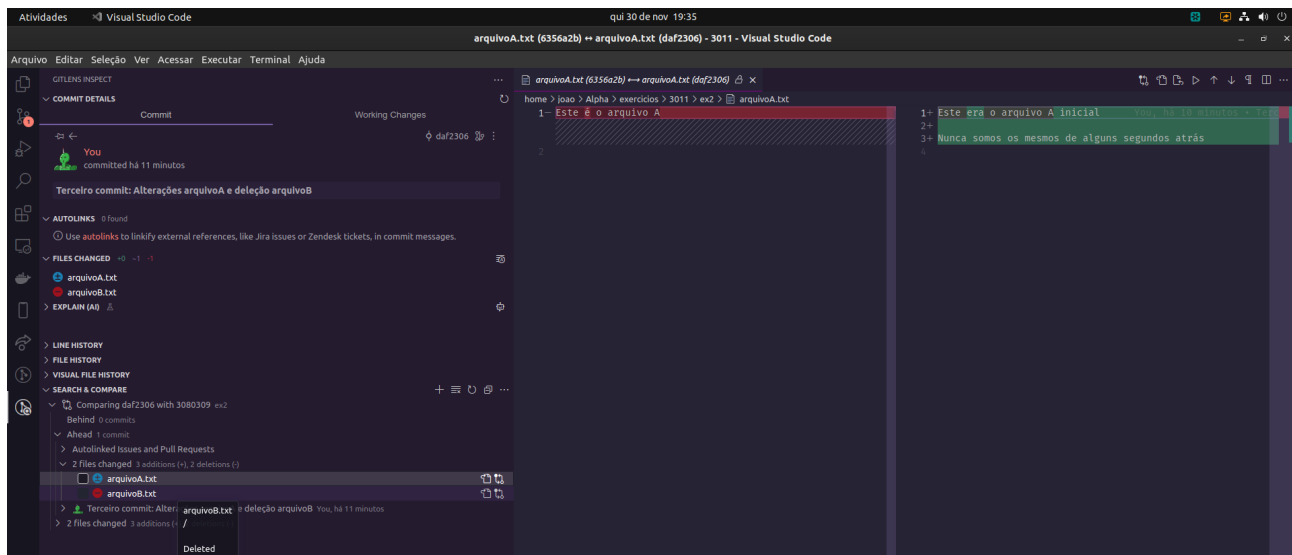 Atividades
Visual Studio Code
qui 30 de nov 19:35
arquivoA.txt (6356a2b) ↔ arquivoA.txt (daf2306) - 3011 - Visual Studio Code
Arquivo Editar Seleção Ver Acessar Executar Terminal Ajuda
GITLENS INSPECT
COMMIT DETAILS
Commit
Working Changes
daf2306
You
committed há 11 minutos
Terceiro commit: Alterações arquivoA e deleção arquivoB
AUTOLINKS 0 found
Use autolinks to linkify external references, like Jira issues or Zendesk tickets, in commit messages.
FILES CHANGED +0 ~1 -1
arquivoA.txt
arquivoB.txt
EXPLAIN (AI)
LINE HISTORY
FILE HISTORY
VISUAL FILE HISTORY
SEARCH & COMPARE
Comparing daf2306 with 3080309 ex2
Behind 0 commits
Ahead 1 commit
Autolinked Issues and Pull Requests
2 files changed 3 additions (+), 2 deletions (-)
arquivoA.txt
arquivoB.txt
Terceiro commit: Alter
e deleção arquivoB You, há 11 minutos
2 files changed 3 additions (
arquivoB.txt
/
Deleted
arquivoA.txt (6356a2b) ↔ arquivoA.txt (daf2306)
home > joao > Alpha > exercicios > 3011 > ex2 > arquivoA.txt
1− Este é o arquivo A
2
1+ Este era o arquivo A inicial You, há 10 minutos •
2+
3+ Nunca somos os mesmos de alguns segundos atrás
4